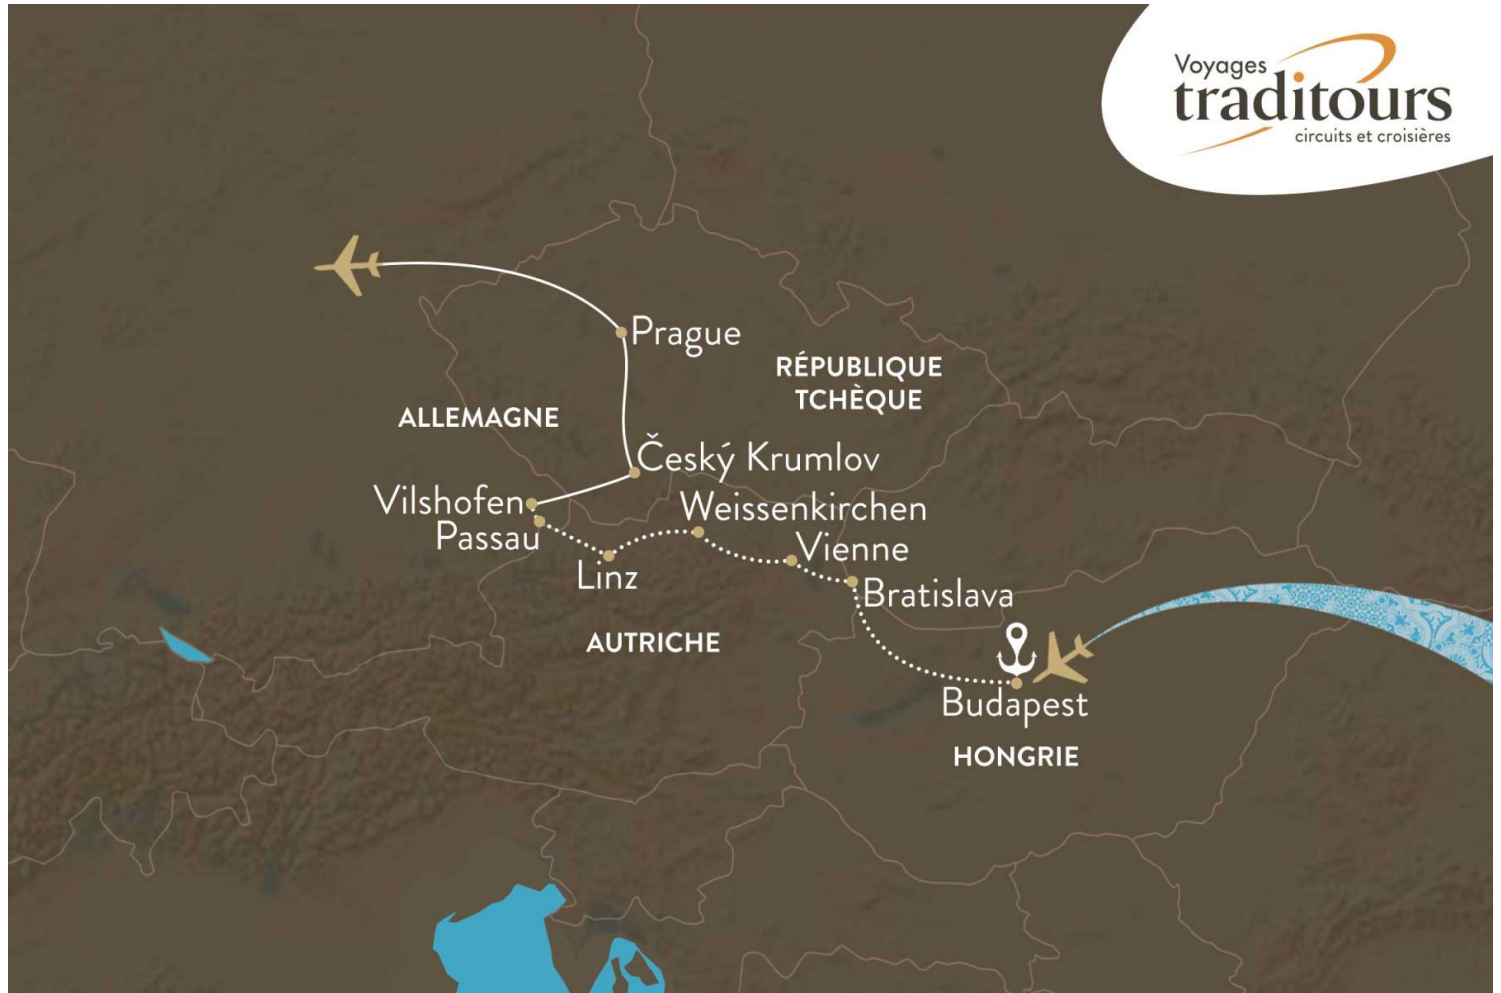 Voyages
traditours
circuits et croisières
Prague
RÉPUBLIQUE
TCHÈQUE
ALLEMAGNE
Český Krumlov
Vilshofen
Weissenkirchen
Passau
Vienne
Linz
Bratislava
AUTRICHE
Budapest
HONGRIE